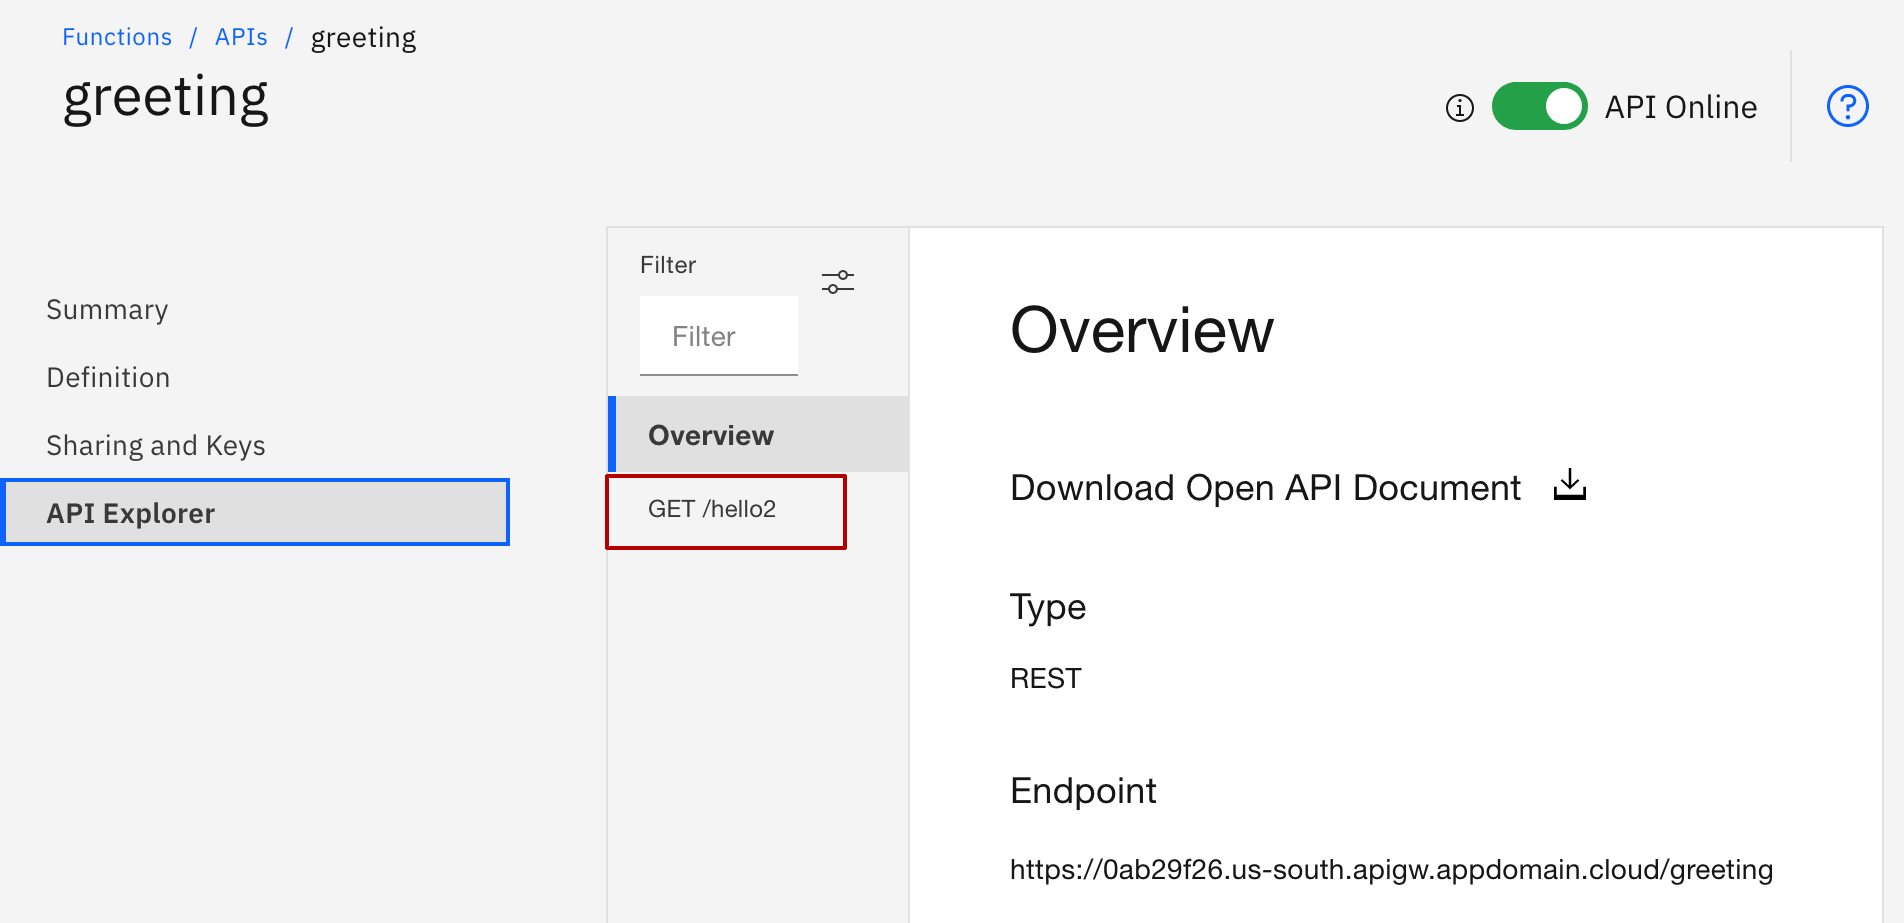 Functions / APIs / greeting
greeting
API Online
Summary
Definition
Sharing and Keys
API Explorer
Filter
Filter
Overview
GET /hello2
Overview
Download Open API Document
Type
REST
Endpoint
https://0ab29f26.us-south.apigw.appdomain.cloud/greeting